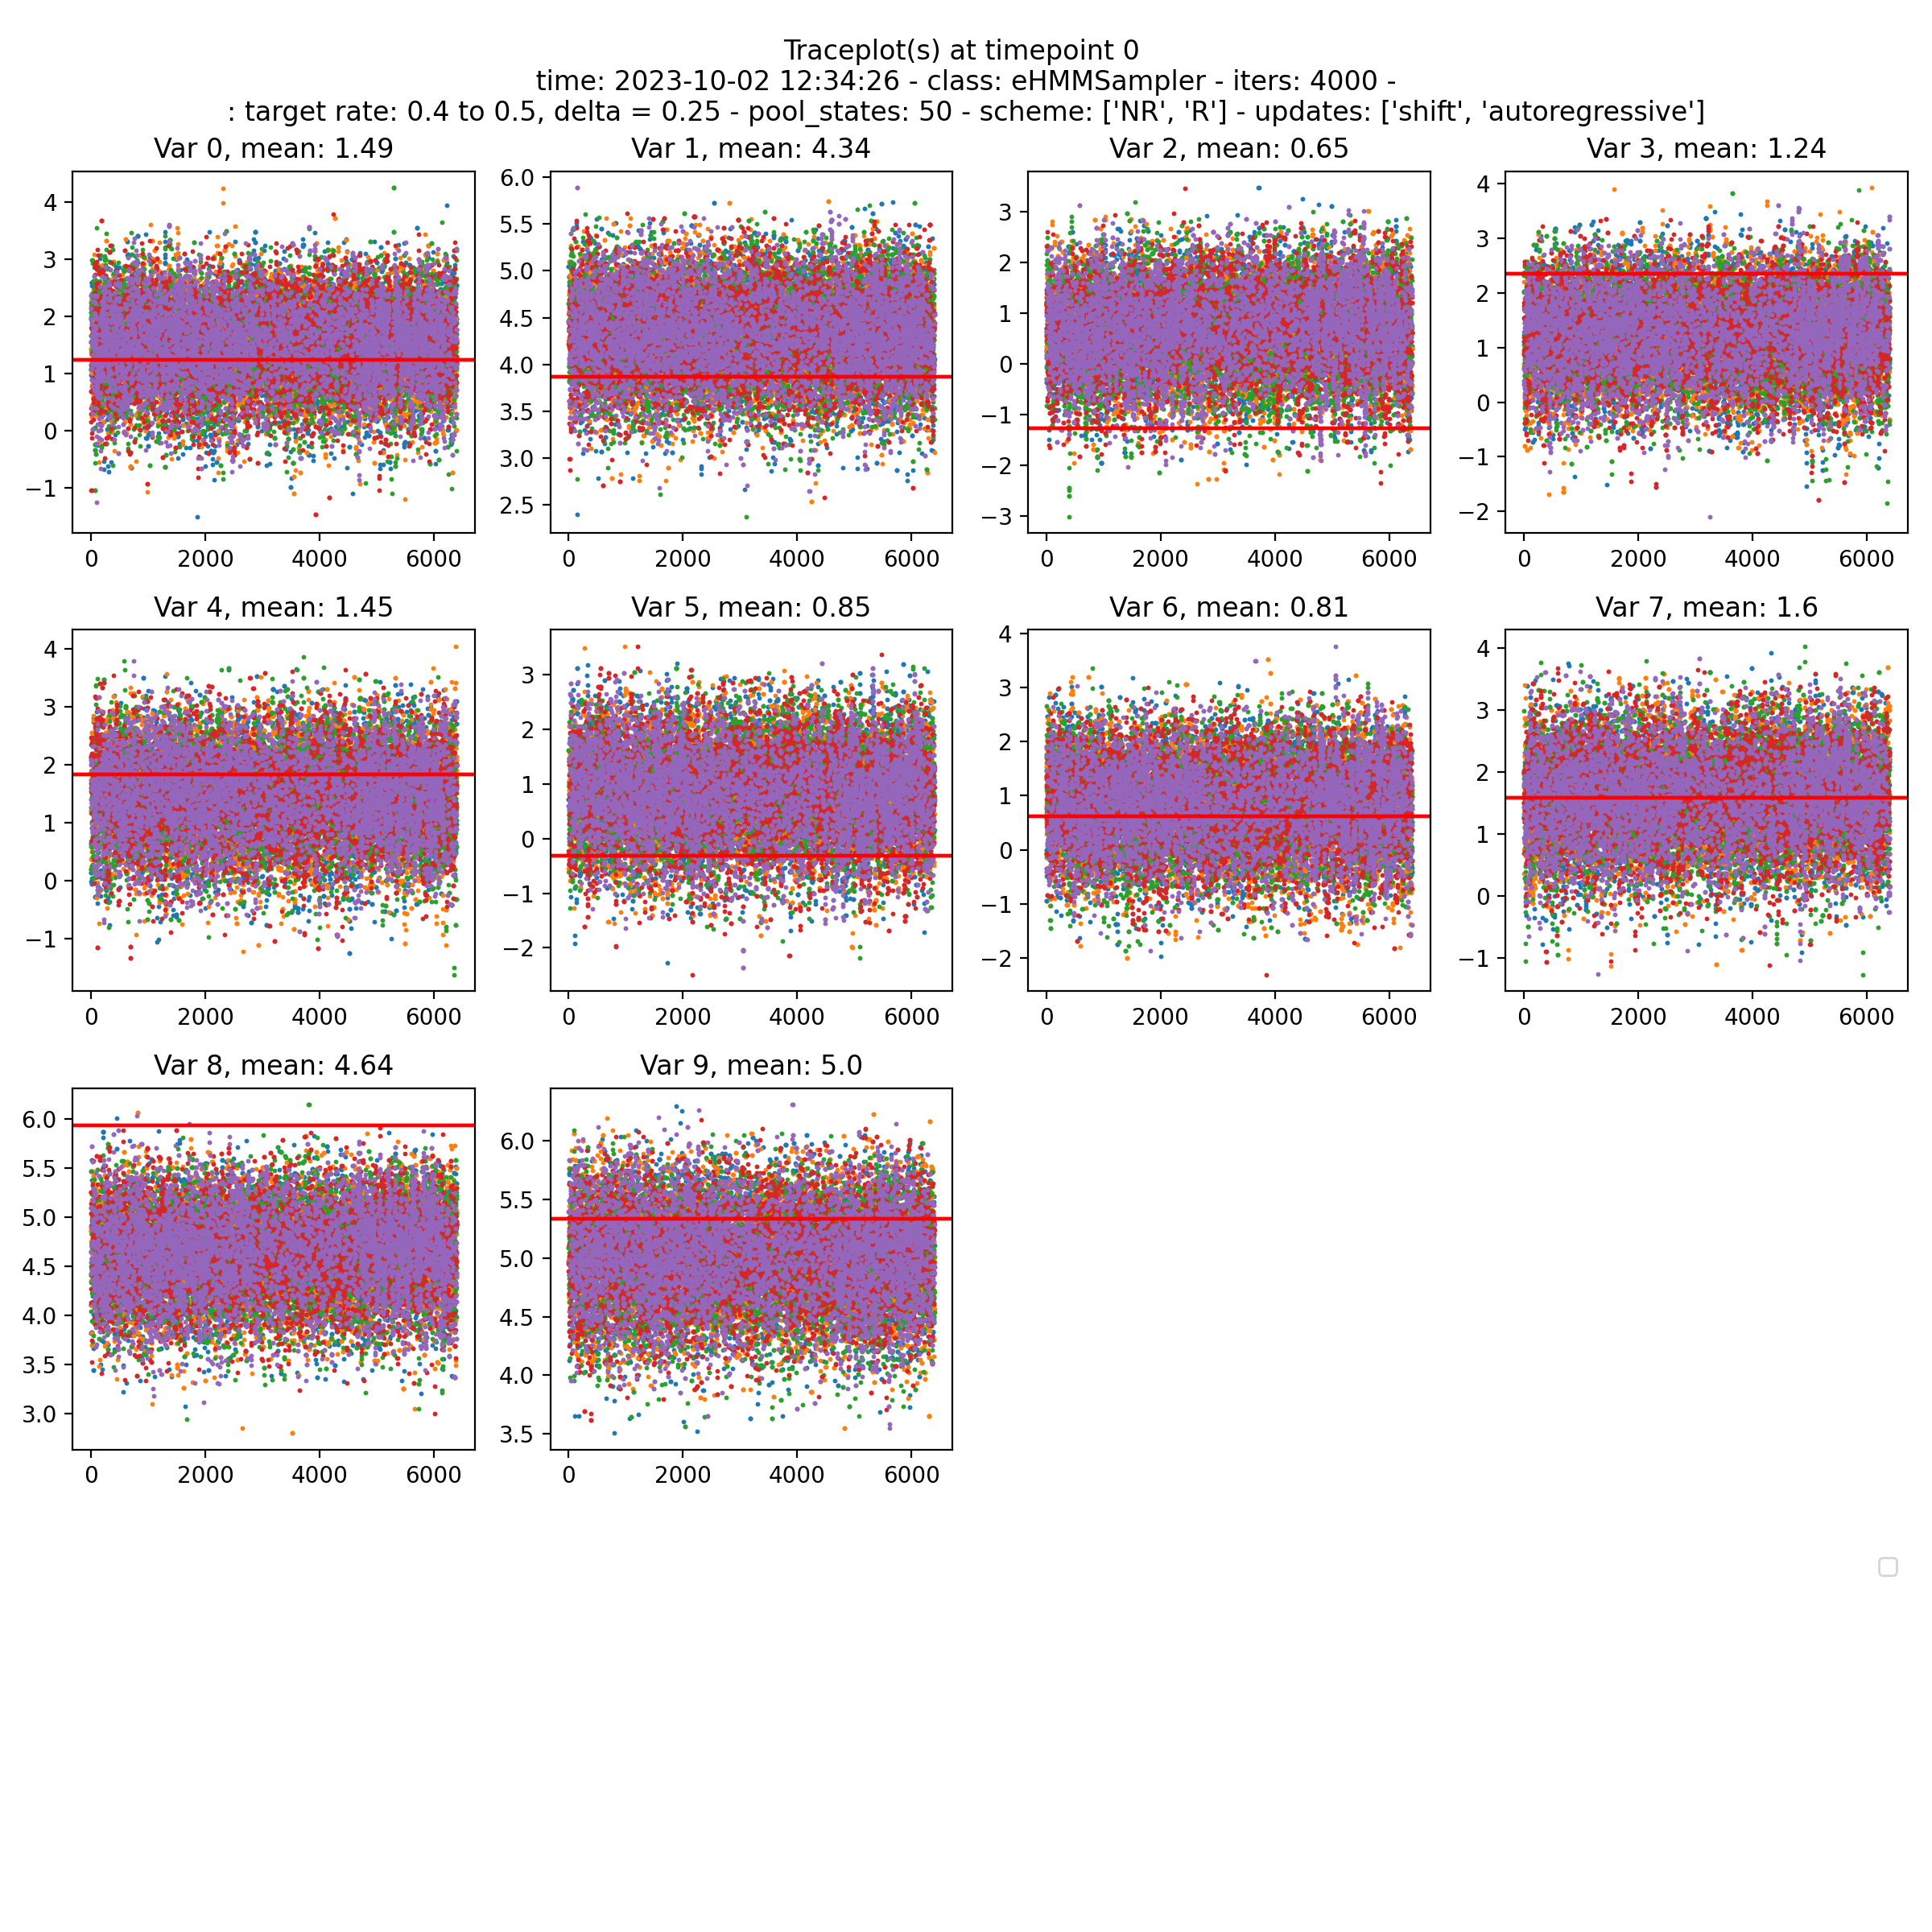 Traceplot(s) at timepoint 0
time: 2023-10-02 12:34:26 - class: eHMMSampler - iters: 4000 -
: target rate: 0.4 to 0.5, delta = 0.25 - pool_states: 50 - scheme: ['NR', 'R'] - updates: ['shift', 'autoregressive']
Var 0, mean: 1.49
4
3
2
1
0
−1
0 2000 4000 6000
Var 1, mean: 4.34
6.0
5.5
5.0
4.5
4.0
3.5
3.0
2.5
0 2000 4000 6000
Var 2, mean: 0.65
3
2
1
0
−1
−2
−3
0 2000 4000 6000
Var 3, mean: 1.24
4
3
2
1
0
−1
−2
0 2000 4000 6000
Var 4, mean: 1.45
4
3
2
1
0
−1
0 2000 4000 6000
Var 5, mean: 0.85
3
2
1
0
−1
−2
0 2000 4000 6000
Var 6, mean: 0.81
4
3
2
1
0
−1
−2
0 2000 4000 6000
Var 7, mean: 1.6
4
3
2
1
0
−1
0 2000 4000 6000
Var 8, mean: 4.64
6.0
5.5
5.0
4.5
4.0
3.5
3.0
0 2000 4000 6000
Var 9, mean: 5.0
6.0
5.5
5.0
4.5
4.0
3.5
0 2000 4000 6000